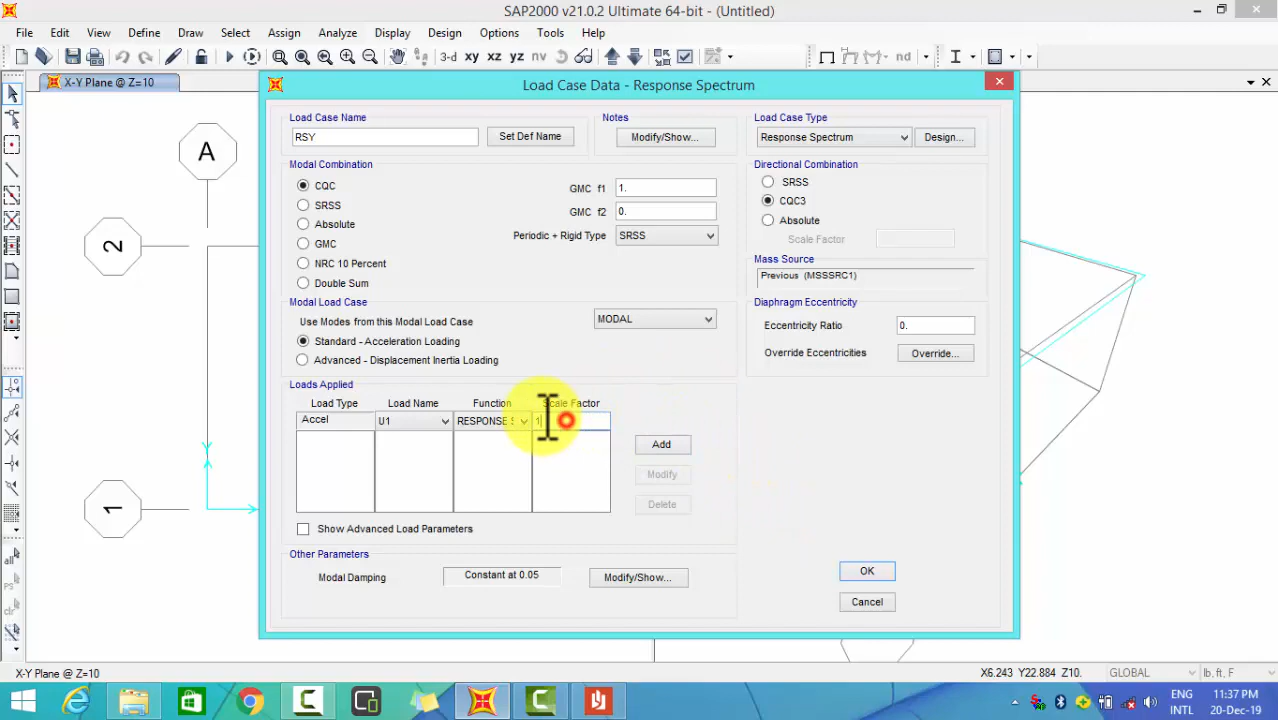 SAP2000 v21.0.2 Ultimate 64-bit - (Untitled)
File Edit View Define Draw Select Assign Analyze Display Design Options Tools Help
3-d xy xz yz nv nd
X-Y Plane @ Z=10
Load Case Data - Response Spectrum
Load Case Name
Notes
Load Case Type
RSY
Set Def Name
Modify/Show...
Response Spectrum
Design...
Modal Combination
Directional Combination
CQC
GMC f1
1.
SRSS
SRSS
GMC f2
0.
CQC3
Absolute
Periodic + Rigid Type
SRSS
Absolute
GMC
Scale Factor
NRC 10 Percent
Mass Source
Double Sum
Previous (MSSSRC1)
Modal Load Case
Diaphragm Eccentricity
Use Modes from this Modal Load Case
MODAL
Eccentricity Ratio
0.
Standard - Acceleration Loading
Advanced - Displacement Inertia Loading
Override Eccentricities
Override...
Loads Applied
Load Type Load Name Function Scale Factor
Accel U1 RESPONSE 1
Add
Modify
Delete
Show Advanced Load Parameters
Other Parameters
Modal Damping
Constant at 0.05
Modify/Show...
OK
Cancel
A
2
1
all
PS
clr
X-Y Plane @ Z=10
X6.243 Y22.884 Z10.
GLOBAL
lb, ft, F
ENG
INTL
11:37 PM
20-Dec-19